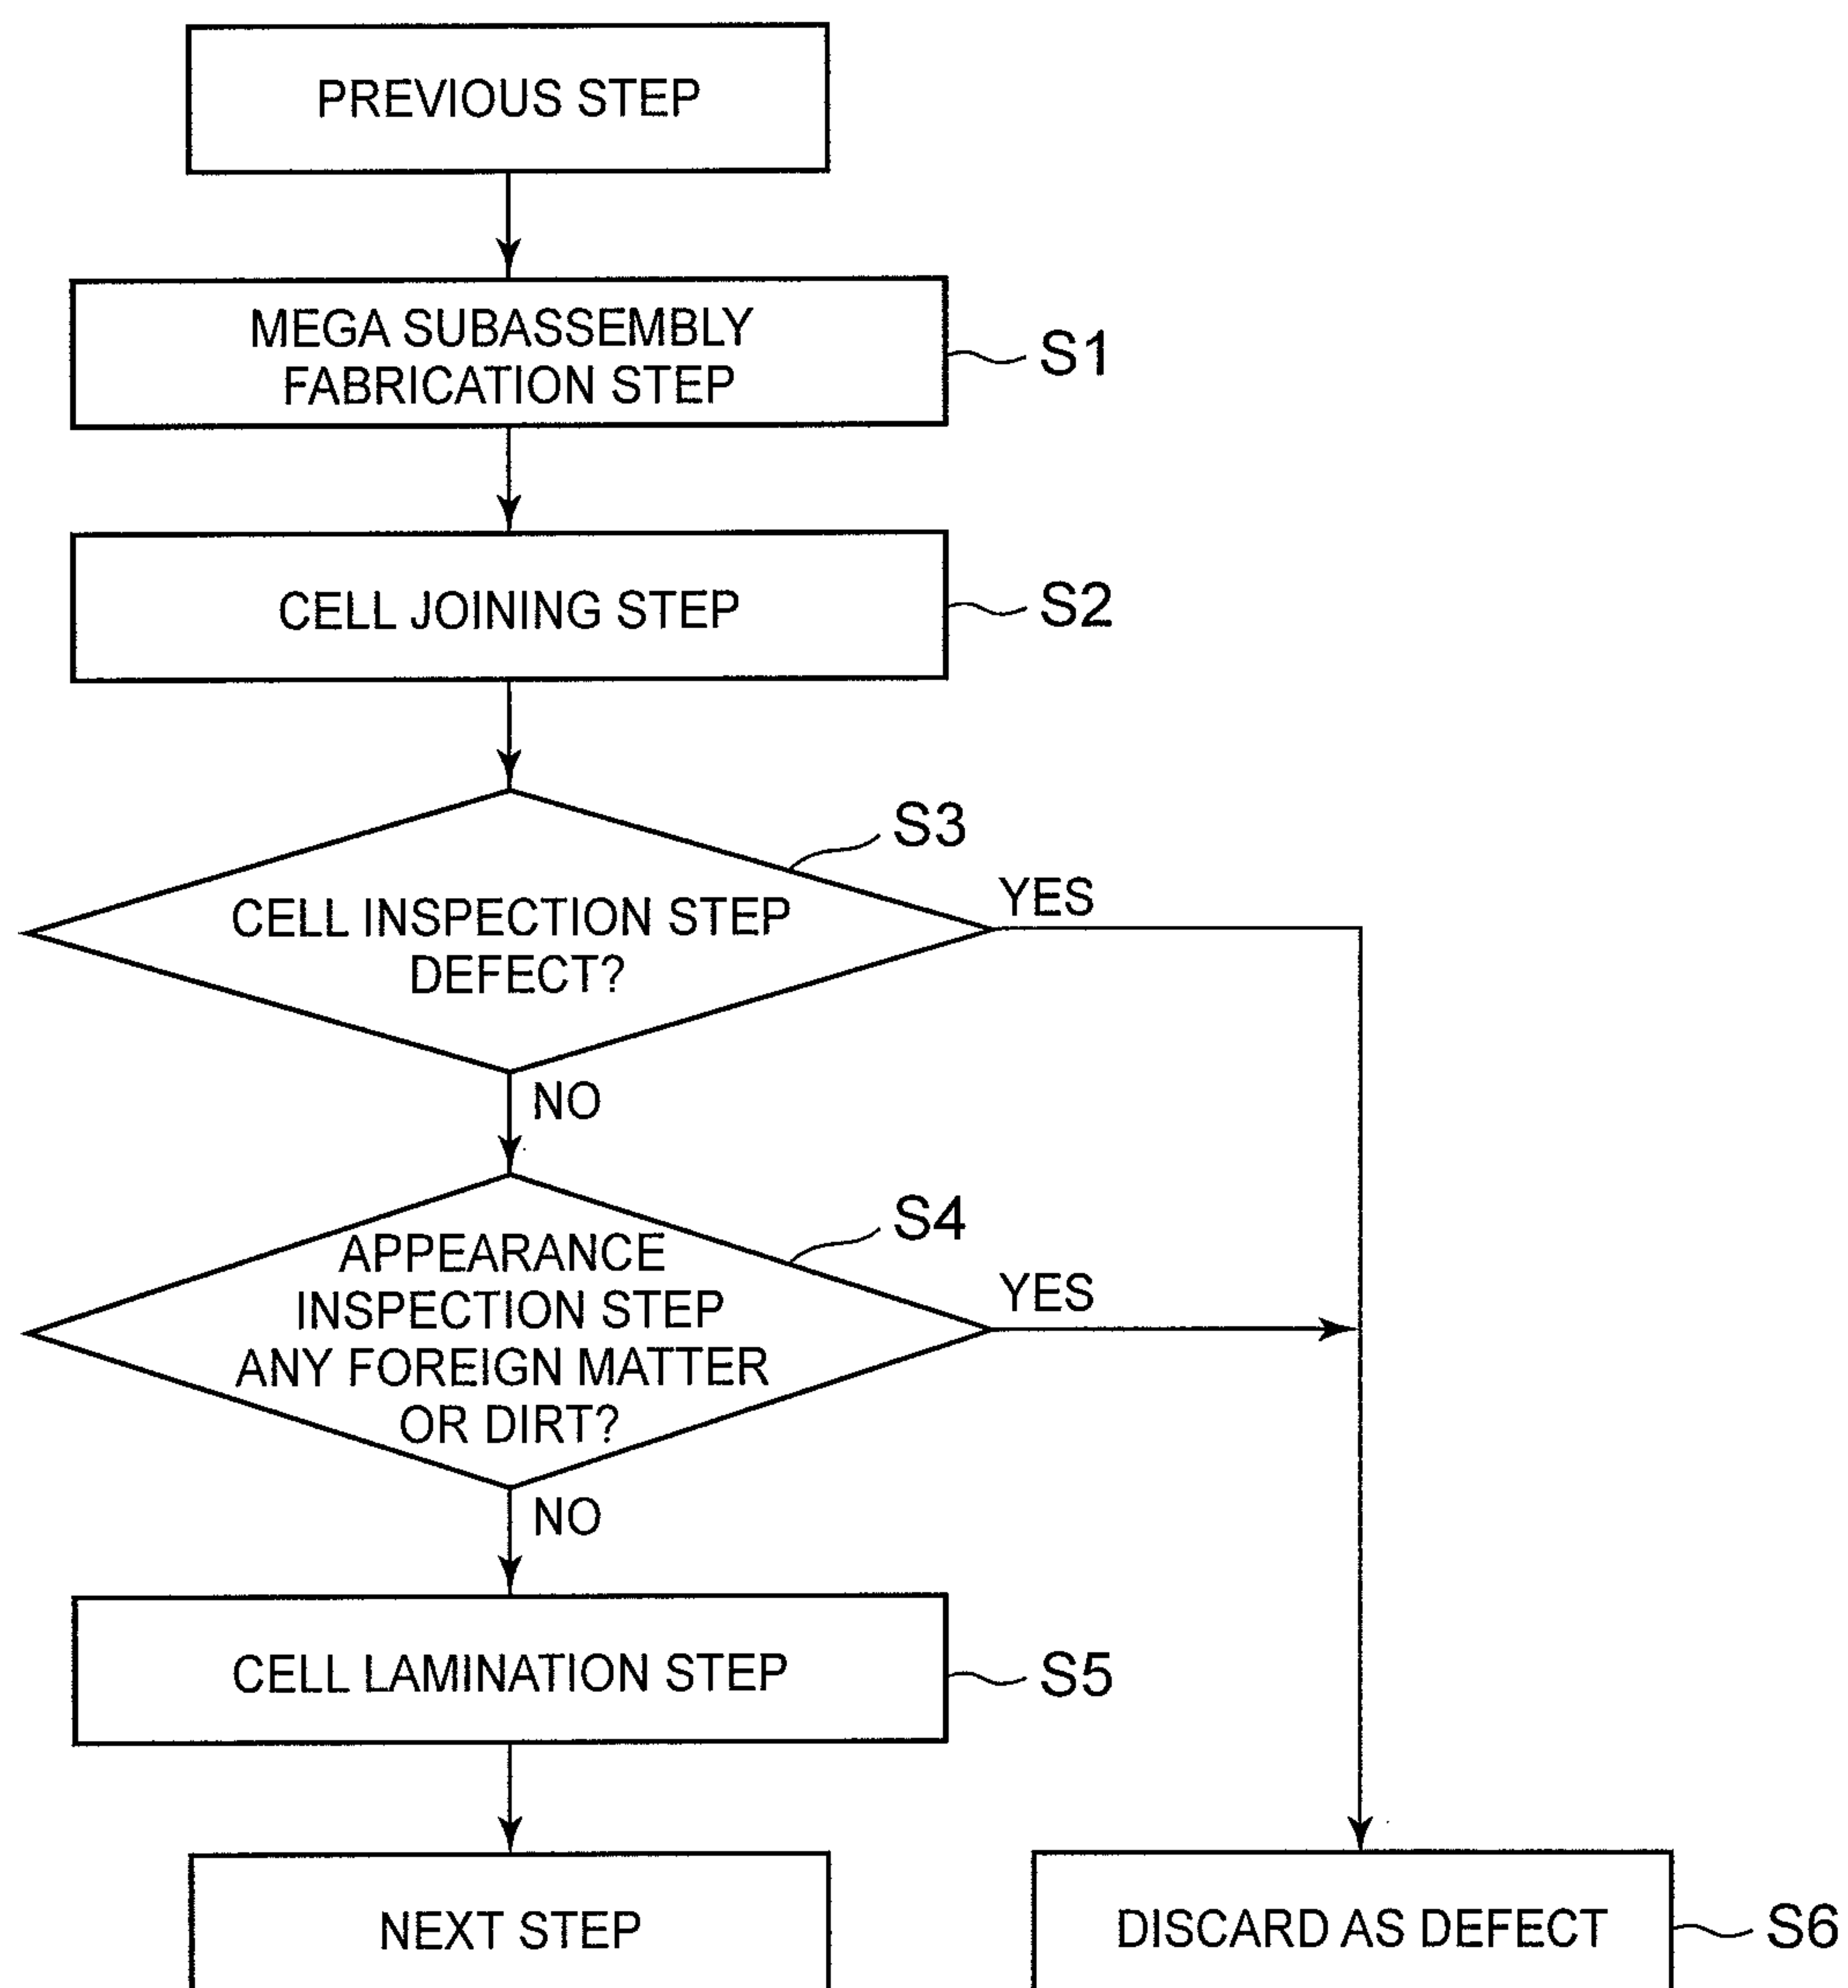 PREVIOUS STEP
MEGA SUBASSEMBLY
FABRICATION STEP
S1
CELL JOINING STEP
S2
S3
CELL INSPECTION STEP
DEFECT?
YES
NO
S4
APPEARANCE
INSPECTION STEP
ANY FOREIGN MATTER
OR DIRT?
YES
NO
CELL LAMINATION STEP
S5
NEXT STEP
DISCARD AS DEFECT
S6